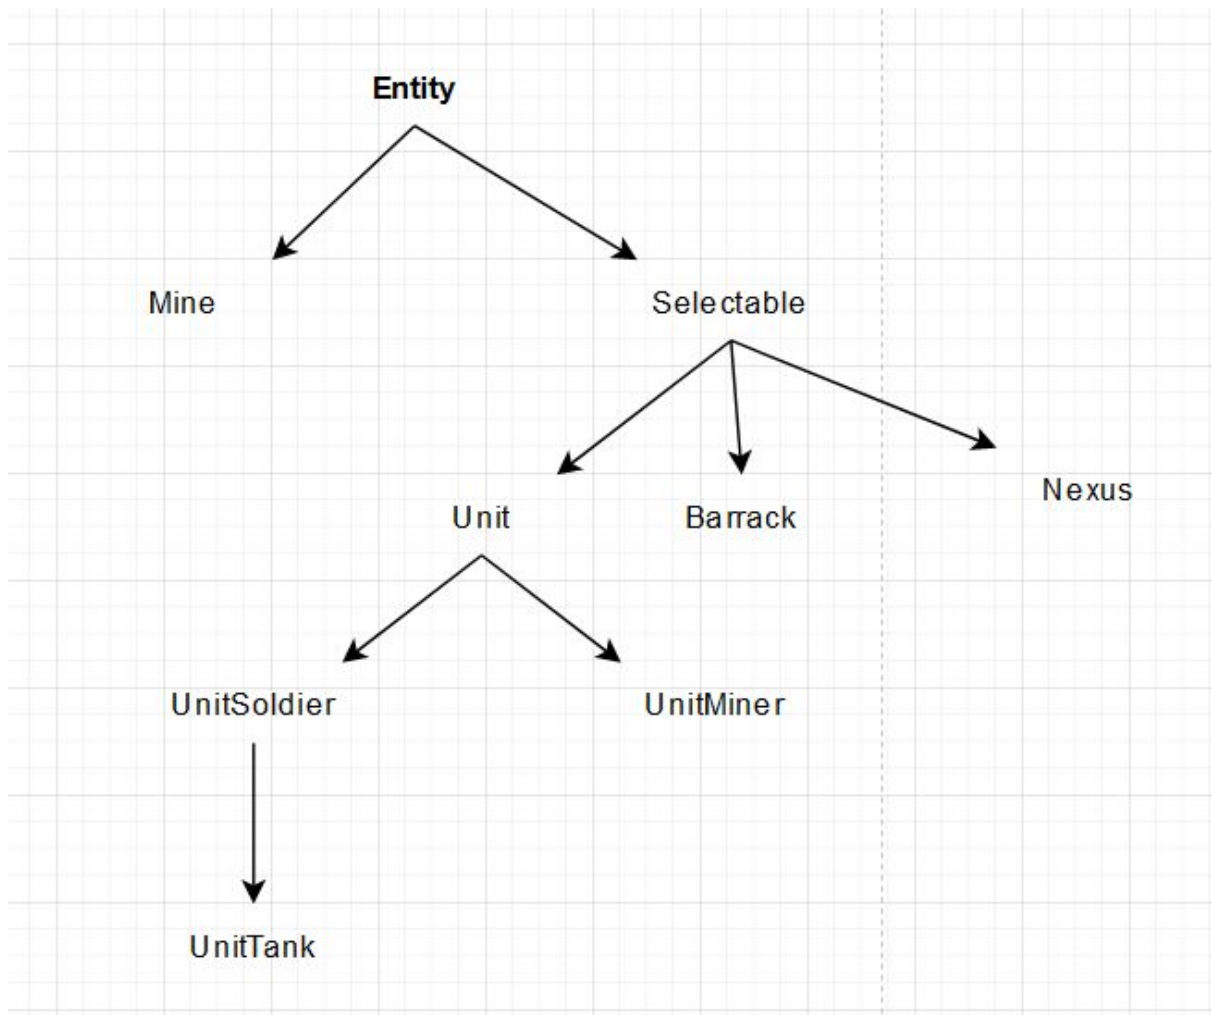 Entity
Mine
Selectable
Unit
Barrack
Nexus
UnitSoldier
UnitMiner
UnitTank